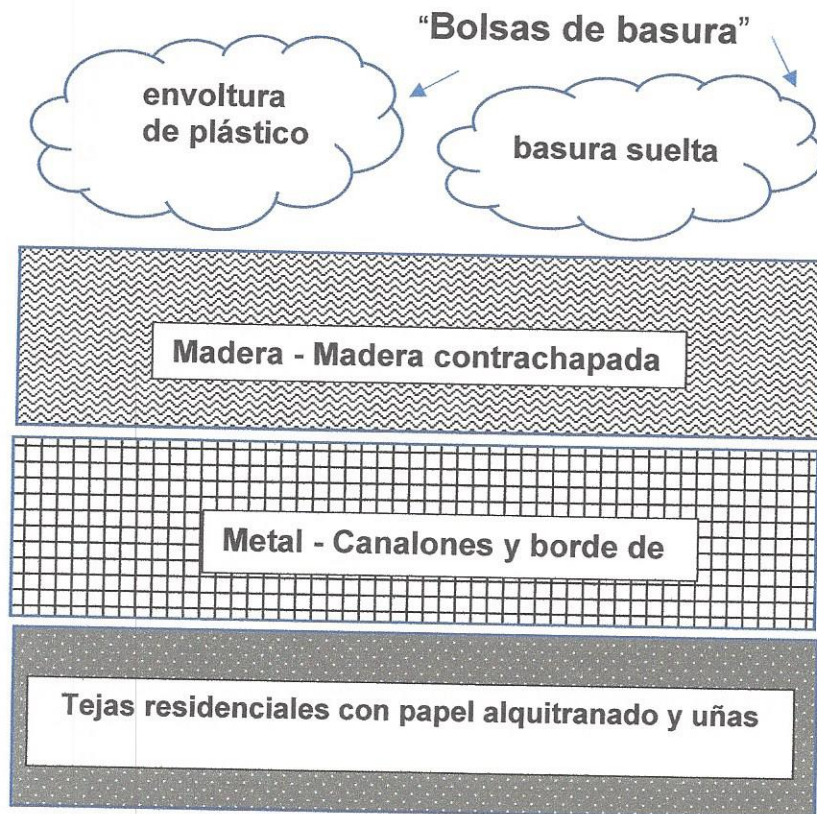 “Bolsas de basura”
envoltura
de plástico
basura suelta
Madera - Madera contrachapada
Metal - Canalones y borde de
Tejas residenciales con papel alquitranado y uñas